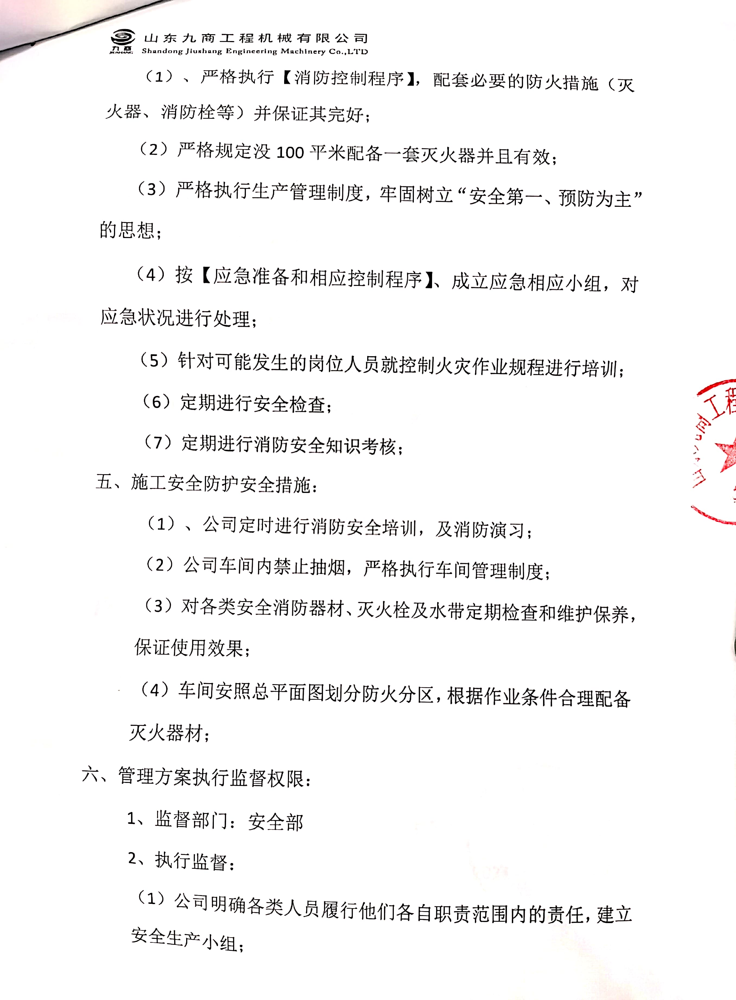 山东九商工程机械有限公司
九商
JIUSHANG
Shandong Jiushang Engineering Machinery Co.,LTD
（1）、严格执行【消防控制程序】，配套必要的防火措施（灭
火器、消防栓等）并保证其完好；
（2）严格规定没 100 平米配备一套灭火器并且有效；
（3）严格执行生产管理制度，牢固树立“安全第一、预防为主”
的思想；
（4）按【应急准备和相应控制程序】、成立应急相应小组，对
应急状况进行处理；
（5）针对可能发生的岗位人员就控制火灾作业规程进行培训；
（6）定期进行安全检查；
（7）定期进行消防安全知识考核；
五、施工安全防护安全措施：
（1）、公司定时进行消防安全培训，及消防演习；
（2）公司车间内禁止抽烟，严格执行车间管理制度；
（3）对各类安全消防器材、灭火栓及水带定期检查和维护保养，
保证使用效果；
（4）车间安照总平面图划分防火分区，根据作业条件合理配备
灭火器材；
六、管理方案执行监督权限：
1、监督部门：安全部
2、执行监督：
（1）公司明确各类人员履行他们各自职责范围内的责任，建立
安全生产小组；
工程